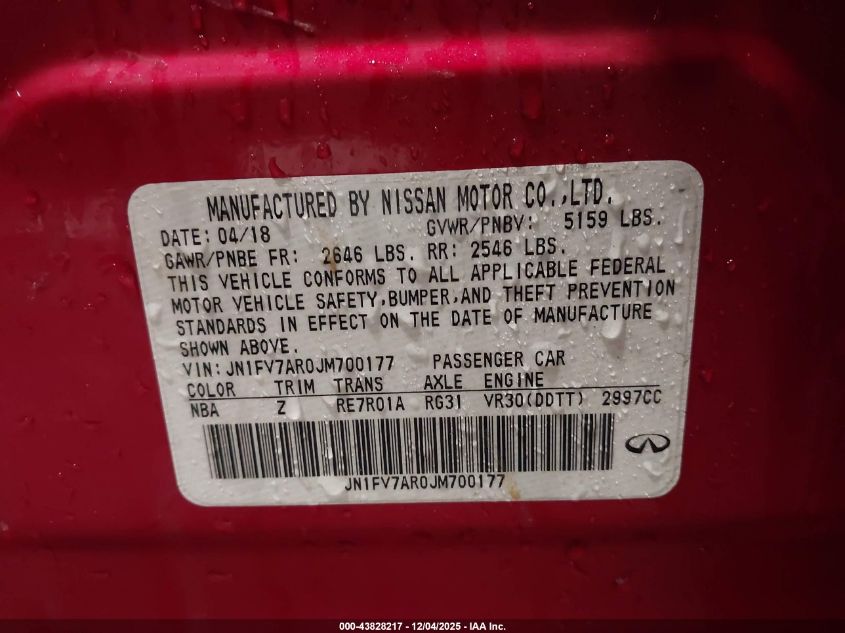 MANUFACTURED BY NISSAN MOTOR CO.,LTD.
DATE: 04/18 GVWR/PNBV: 5159 LBS.
GAWR/PNBE FR: 2646 LBS. RR: 2546 LBS.
THIS VEHICLE CONFORMS TO ALL APPLICABLE FEDERAL
MOTOR VEHICLE SAFETY,BUMPER,AND THEFT PREVENTION
STANDARDS IN EFFECT ON THE DATE OF MANUFACTURE
SHOWN ABOVE.
VIN: JN1FV7AR0JM700177 PASSENGER CAR
COLOR TRIM TRANS AXLE ENGINE
NBA Z RE7R01A RG31 VR30(DDTT) 2997CC
JN1FV7AR0JM700177
000-43828217 - 12/04/2025 - IAA Inc.